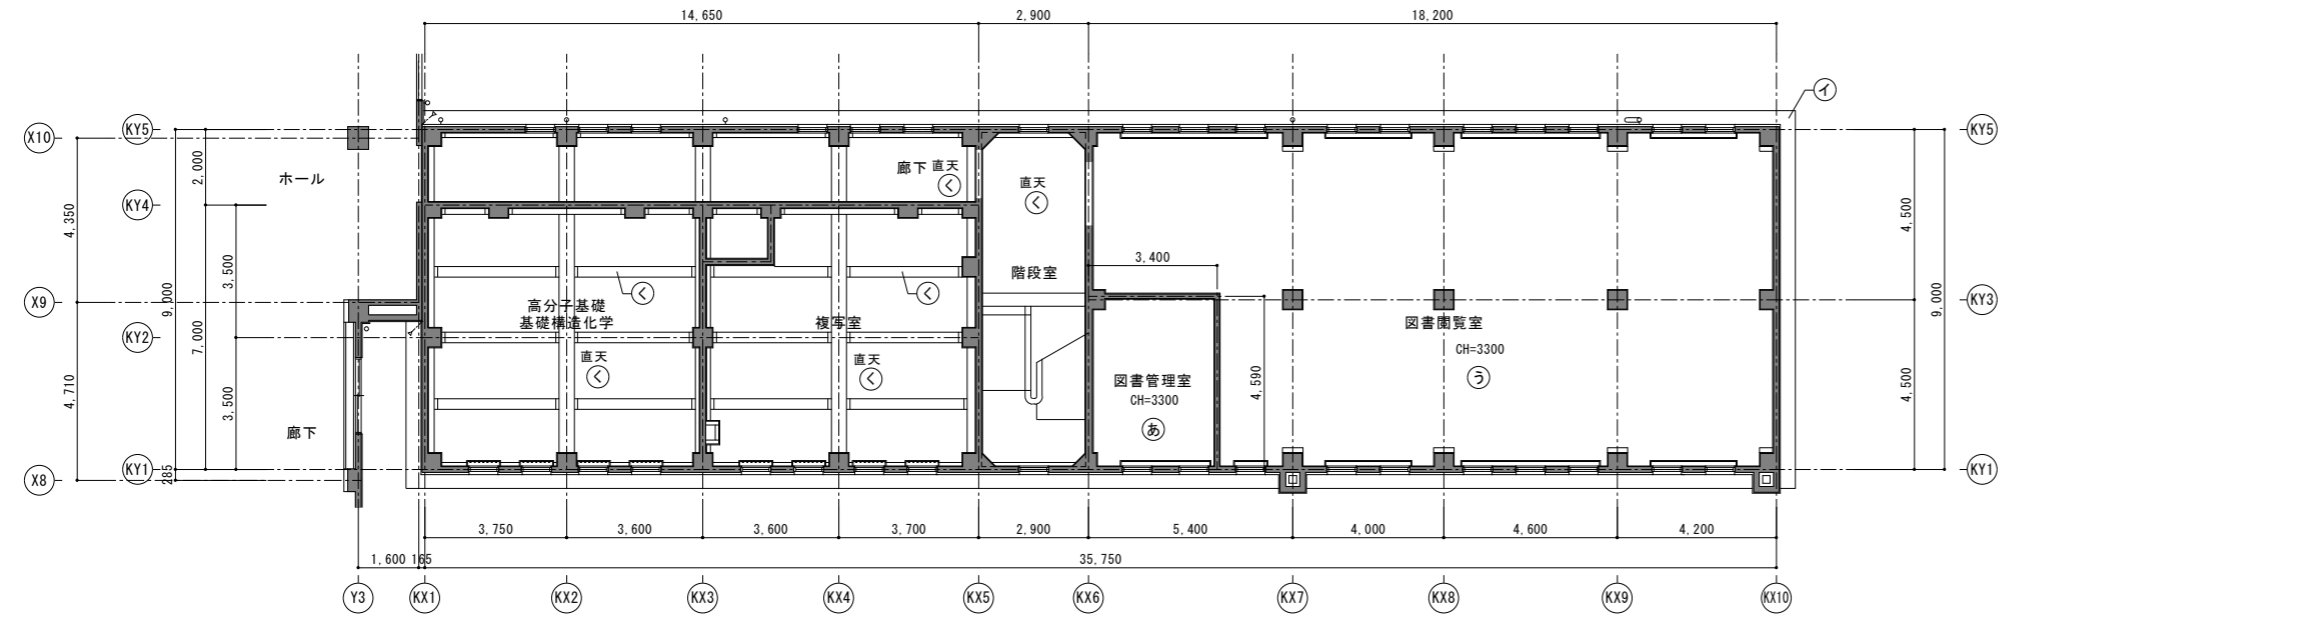 14,650
2,900
18,200
イ
KY5
X10
KY5
2,000
廊下
直天
く
直天
く
ホール
KY4
4,350
4,500
3,400
3,500
階段室
く
く
X9
9,000
KY3
9,000
高分子基礎
基礎構造化学
複写室
図書閲覧室
KY2
7,000
CH=3300
直天
く
直天
く
図書管理室
CH=3300
う
4,590
4,710
3,500
4,500
あ
廊下
KY1
285
X8
KY1
3,750
3,600
3,600
3,700
2,900
5,400
4,000
4,600
4,200
1,600
165
35,750
Y3
KX1
KX2
KX3
KX4
KX5
KX6
KX7
KX8
KX9
KX10